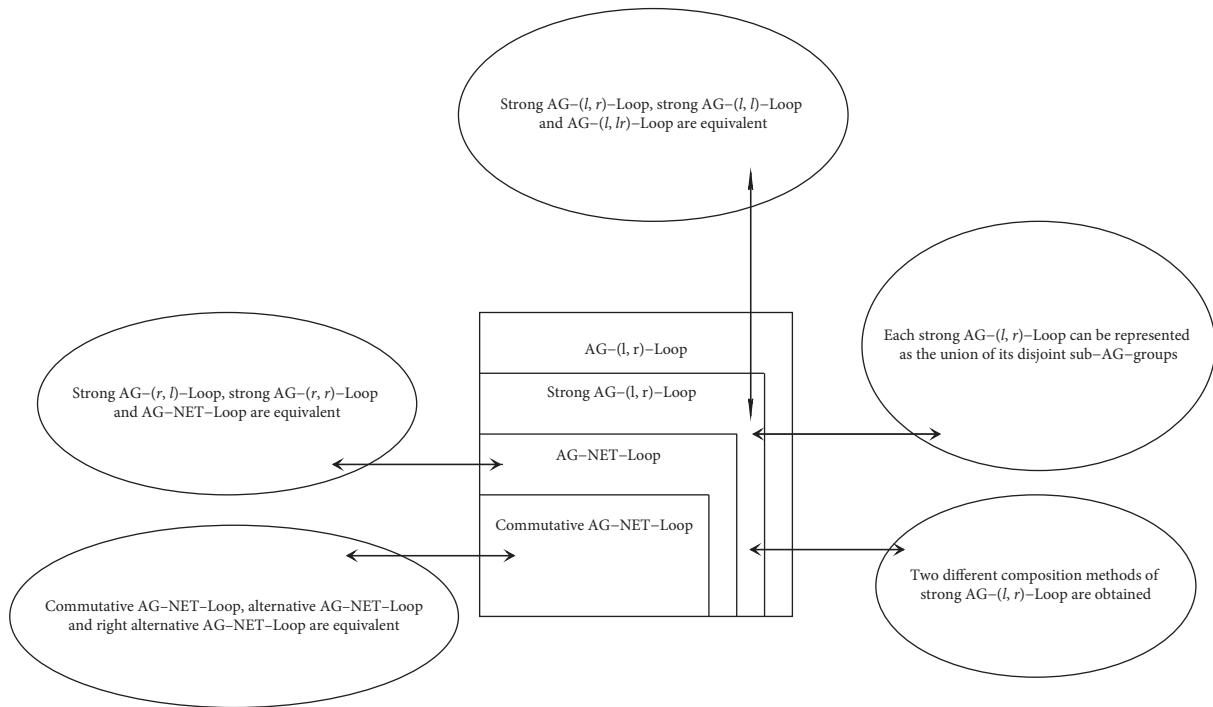 Strong AG–(l, r)–Loop, strong AG–(l, l)–Loop
and AG–(l, lr)–Loop are equivalent
Each strong AG–(l, r)–Loop can be represented
as the union of its disjoint sub–AG–groups
AG–(l, r)–Loop
Strong AG–(l, r)–Loop
Strong AG–(r, l)–Loop, strong AG–(r, r)–Loop
and AG–NET–Loop are equivalent
AG–NET–Loop
Commutative AG–NET–Loop
Two different composition methods of
strong AG–(l, r)–Loop are obtained
Commutative AG–NET–Loop, alternative AG–NET–Loop
and right alternative AG–NET–Loop are equivalent